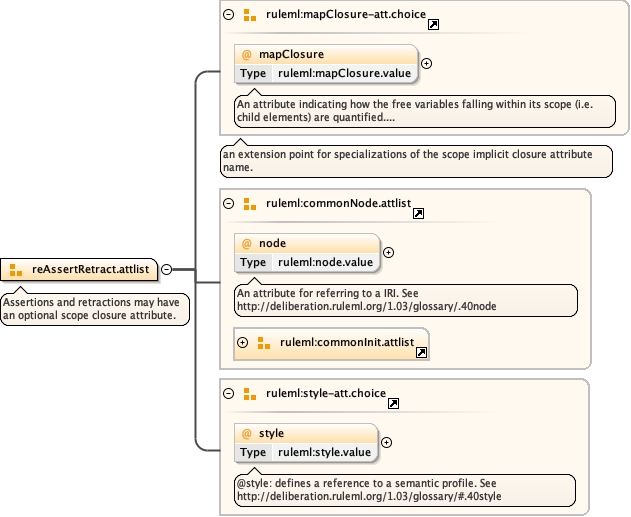 ruleml:mapClosure-att.choice
@ mapClosure
Type ruleml:mapClosure.value
An attribute indicating how the free variables falling within its scope (i.e.
child elements) are quantified....
an extension point for specializations of the scope implicit closure attribute
name.
ruleml:commonNode.attlist
@ node
Type ruleml:node.value
An attribute for referring to a IRI. See
http://deliberation.ruleml.org/1.03/glossary/.40node
ruleml:commonInit.attlist
reAssertRetract.attlist
Assertions and retractions may have
an optional scope closure attribute.
ruleml:style-att.choice
@ style
Type ruleml:style.value
@style: defines a reference to a semantic profile. See
http://deliberation.ruleml.org/1.03/glossary/#.40style